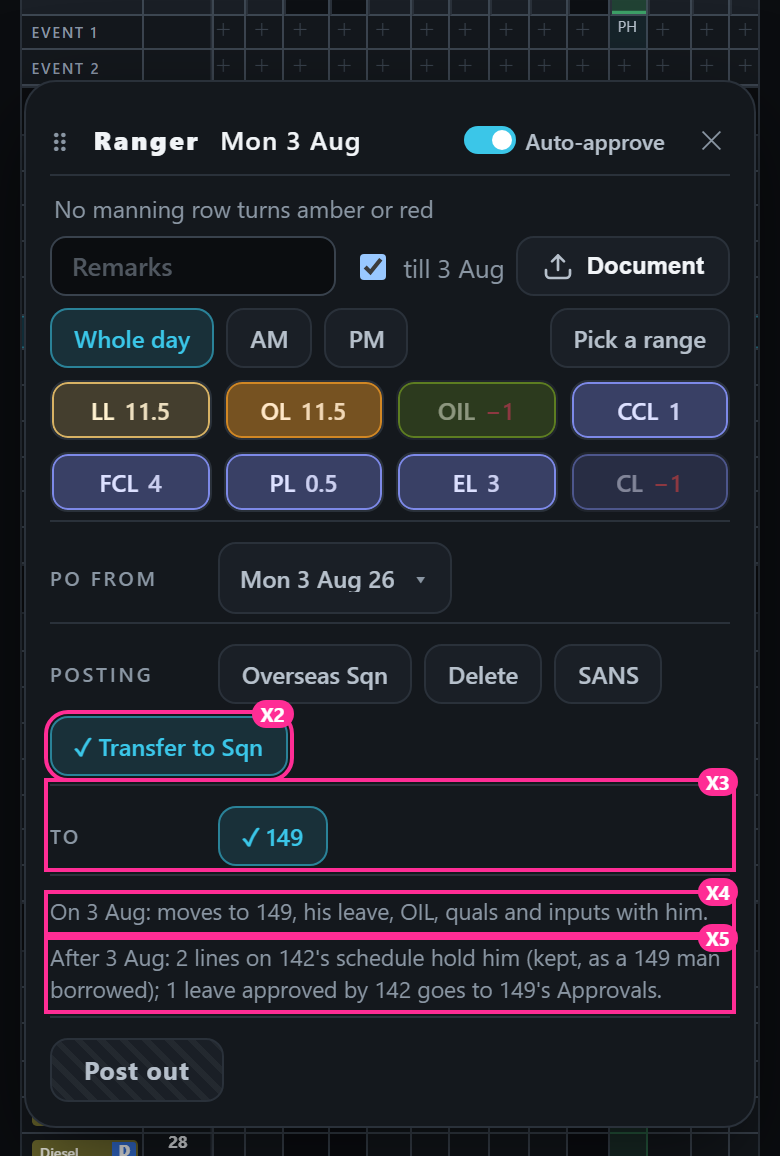 EVENT 1
PH
EVENT 2
Ranger Mon 3 Aug Auto-approve
No manning row turns amber or red
Remarks till 3 Aug Document
Whole day AM PM Pick a range
LL 11.5 OL 11.5 OIL −1 CCL 1
FCL 4 PL 0.5 EL 3 CL −1
PO FROM Mon 3 Aug 26
POSTING Overseas Sqn Delete SANS
X2
✓ Transfer to Sqn
X3
TO ✓ 149
X4
On 3 Aug: moves to 149, his leave, OIL, quals and inputs with him.
X5
After 3 Aug: 2 lines on 142's schedule hold him (kept, as a 149 man
borrowed); 1 leave approved by 142 goes to 149's Approvals.
Post out
28
Diesel D